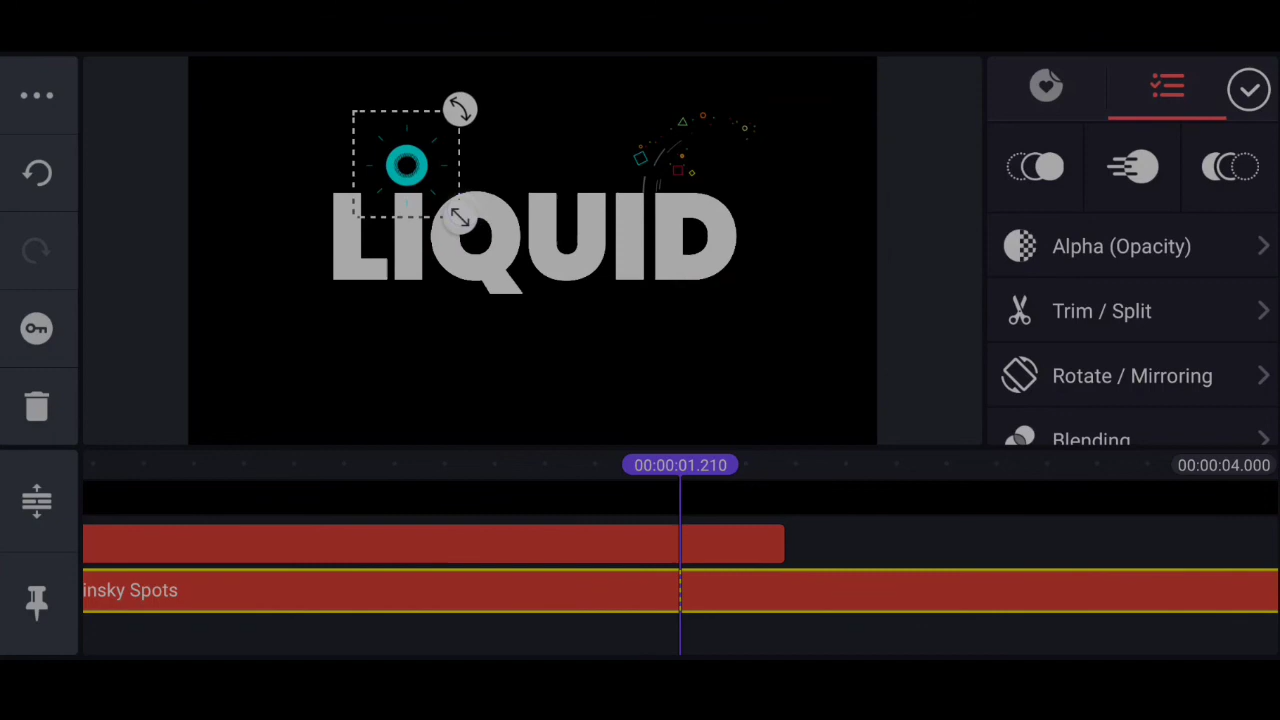 LIQUID
Alpha (Opacity)
Trim / Split
Rotate / Mirroring
Blending
00:00:01.210
00:00:04.000
insky Spots